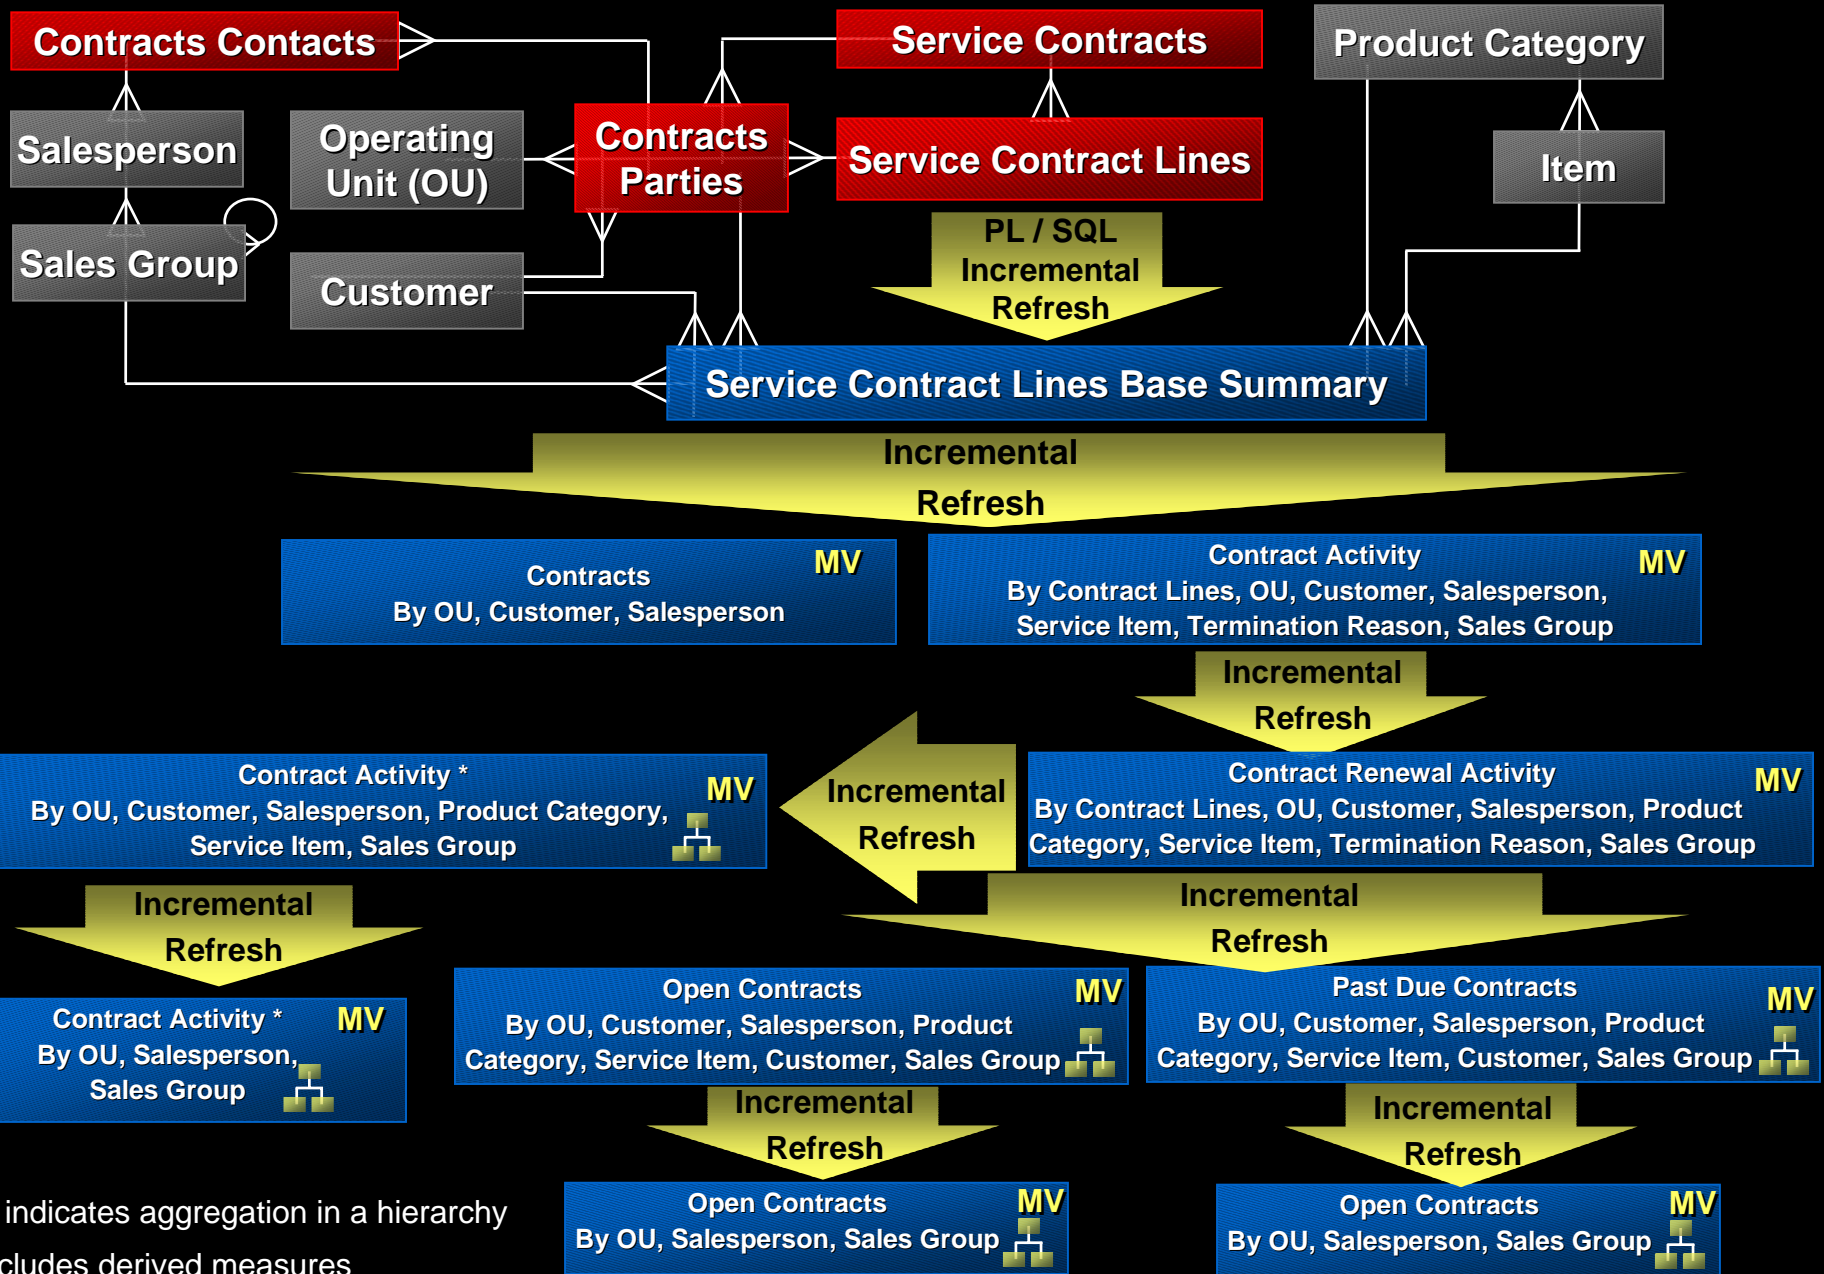 Contracts Contacts
Service Contracts
Product Category
Salesperson
Operating
Unit (OU)
Contracts
Parties
Service Contract Lines
Item
Sales Group
Customer
PL / SQL
Incremental
Refresh
Service Contract Lines Base Summary
Incremental
Refresh
MV
Contracts
By OU, Customer, Salesperson
MV
Contract Activity
By Contract Lines, OU, Customer, Salesperson,
Service Item, Termination Reason, Sales Group
Incremental
Refresh
Contract Activity *
MV
By OU, Customer, Salesperson, Product Category,
Service Item, Sales Group
Incremental
Refresh
Contract Renewal Activity
MV
By Contract Lines, OU, Customer, Salesperson, Product
Category, Service Item, Termination Reason, Sales Group
Incremental
Refresh
Incremental
Refresh
Contract Activity *
MV
By OU, Salesperson,
Sales Group
Open Contracts
MV
By OU, Customer, Salesperson, Product
Category, Service Item, Customer, Sales Group
Past Due Contracts
MV
By OU, Customer, Salesperson, Product
Category, Service Item, Customer, Sales Group
Incremental
Refresh
Incremental
Refresh
Open Contracts
MV
By OU, Salesperson, Sales Group
Open Contracts
MV
By OU, Salesperson, Sales Group
indicates aggregation in a hierarchy
derived measures